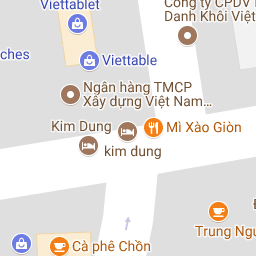 Viettablet
Công ty CPDV
Danh Khôi Việt
ches
Viettable
Ngân hàng TMCP
Xây dựng Việt Nam...
Kim Dung
Mì Xào Giòn
kim dung
Trung Ngu
Cà phê Chồn